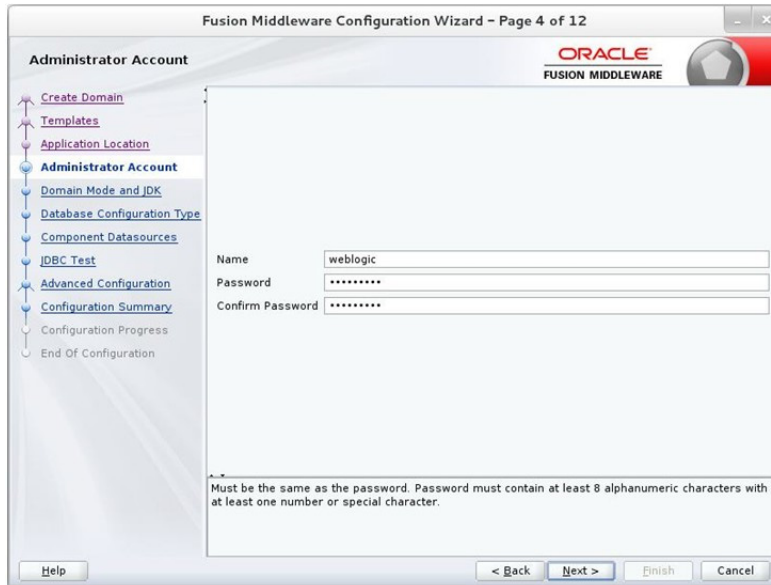 Fusion Middleware Configuration Wizard - Page 4 of 12
Administrator Account
ORACLE
FUSION MIDDLEWARE
Create Domain
Templates
Application Location
Administrator Account
Domain Mode and JDK
Database Configuration Type
Component Datasources
JDBC Test
Advanced Configuration
Configuration Summary
Configuration Progress
End Of Configuration
Name weblogic
Password •••••••••
Confirm Password •••••••••
Must be the same as the password. Password must contain at least 8 alphanumeric characters with
at least one number or special character.
Help
< Back
Next >
Finish
Cancel